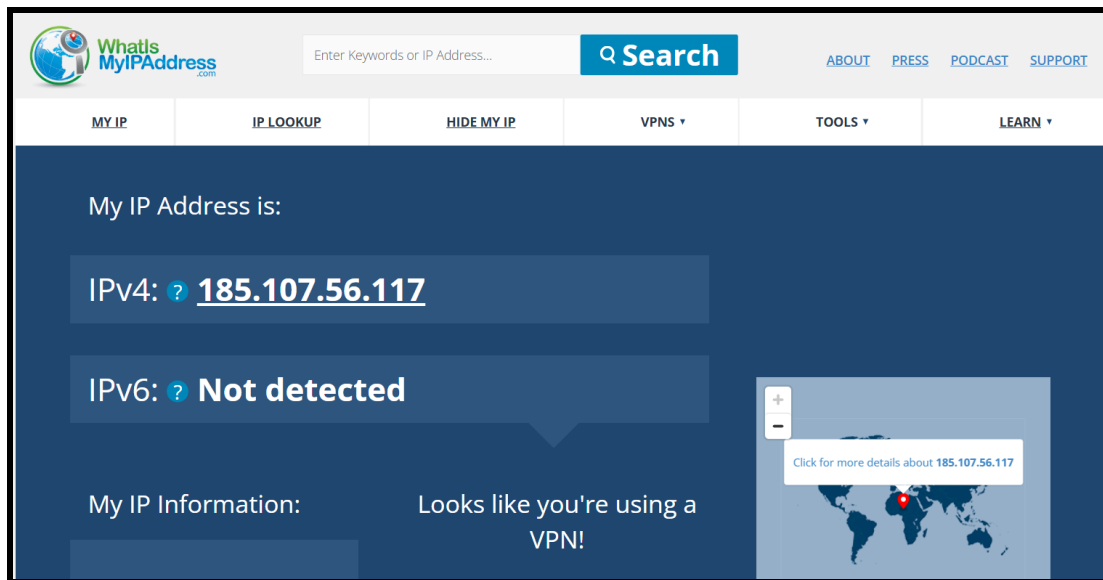 WhatIs
MyIPAddress
.com
Enter Keywords or IP Address...
Search
ABOUT PRESS PODCAST SUPPORT
MY IP IP LOOKUP HIDE MY IP VPNS ▾ TOOLS ▾ LEARN ▾
My IP Address is:
IPv4: ? 185.107.56.117
IPv6: ? Not detected
+
−
Click for more details about 185.107.56.117
My IP Information:
Looks like you're using a
VPN!